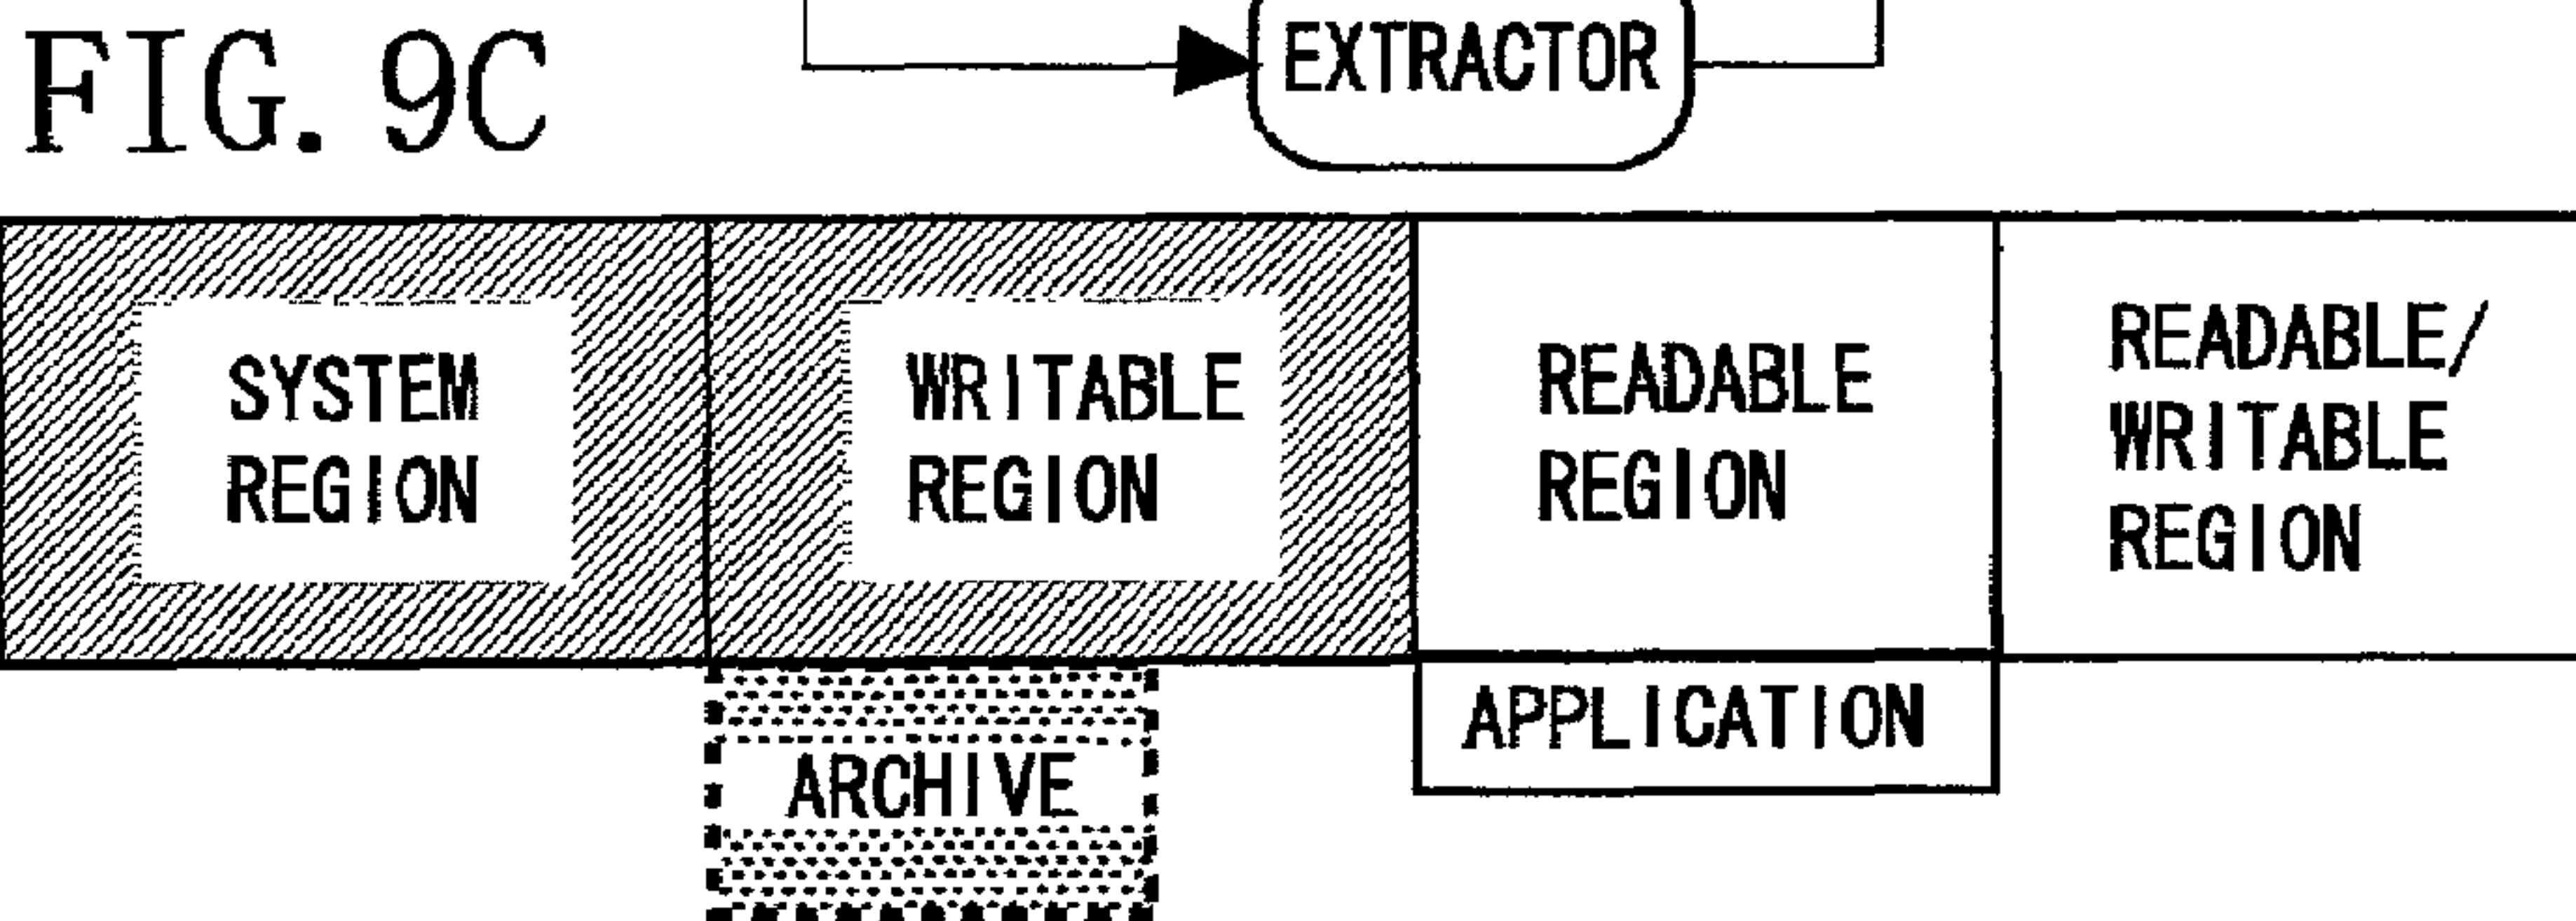 FIG. 9C
EXTRACTOR
SYSTEM
REGION
WRITABLE
REGION
READABLE
REGION
READABLE/
WRITABLE
REGION
APPLICATION
ARCHIVE